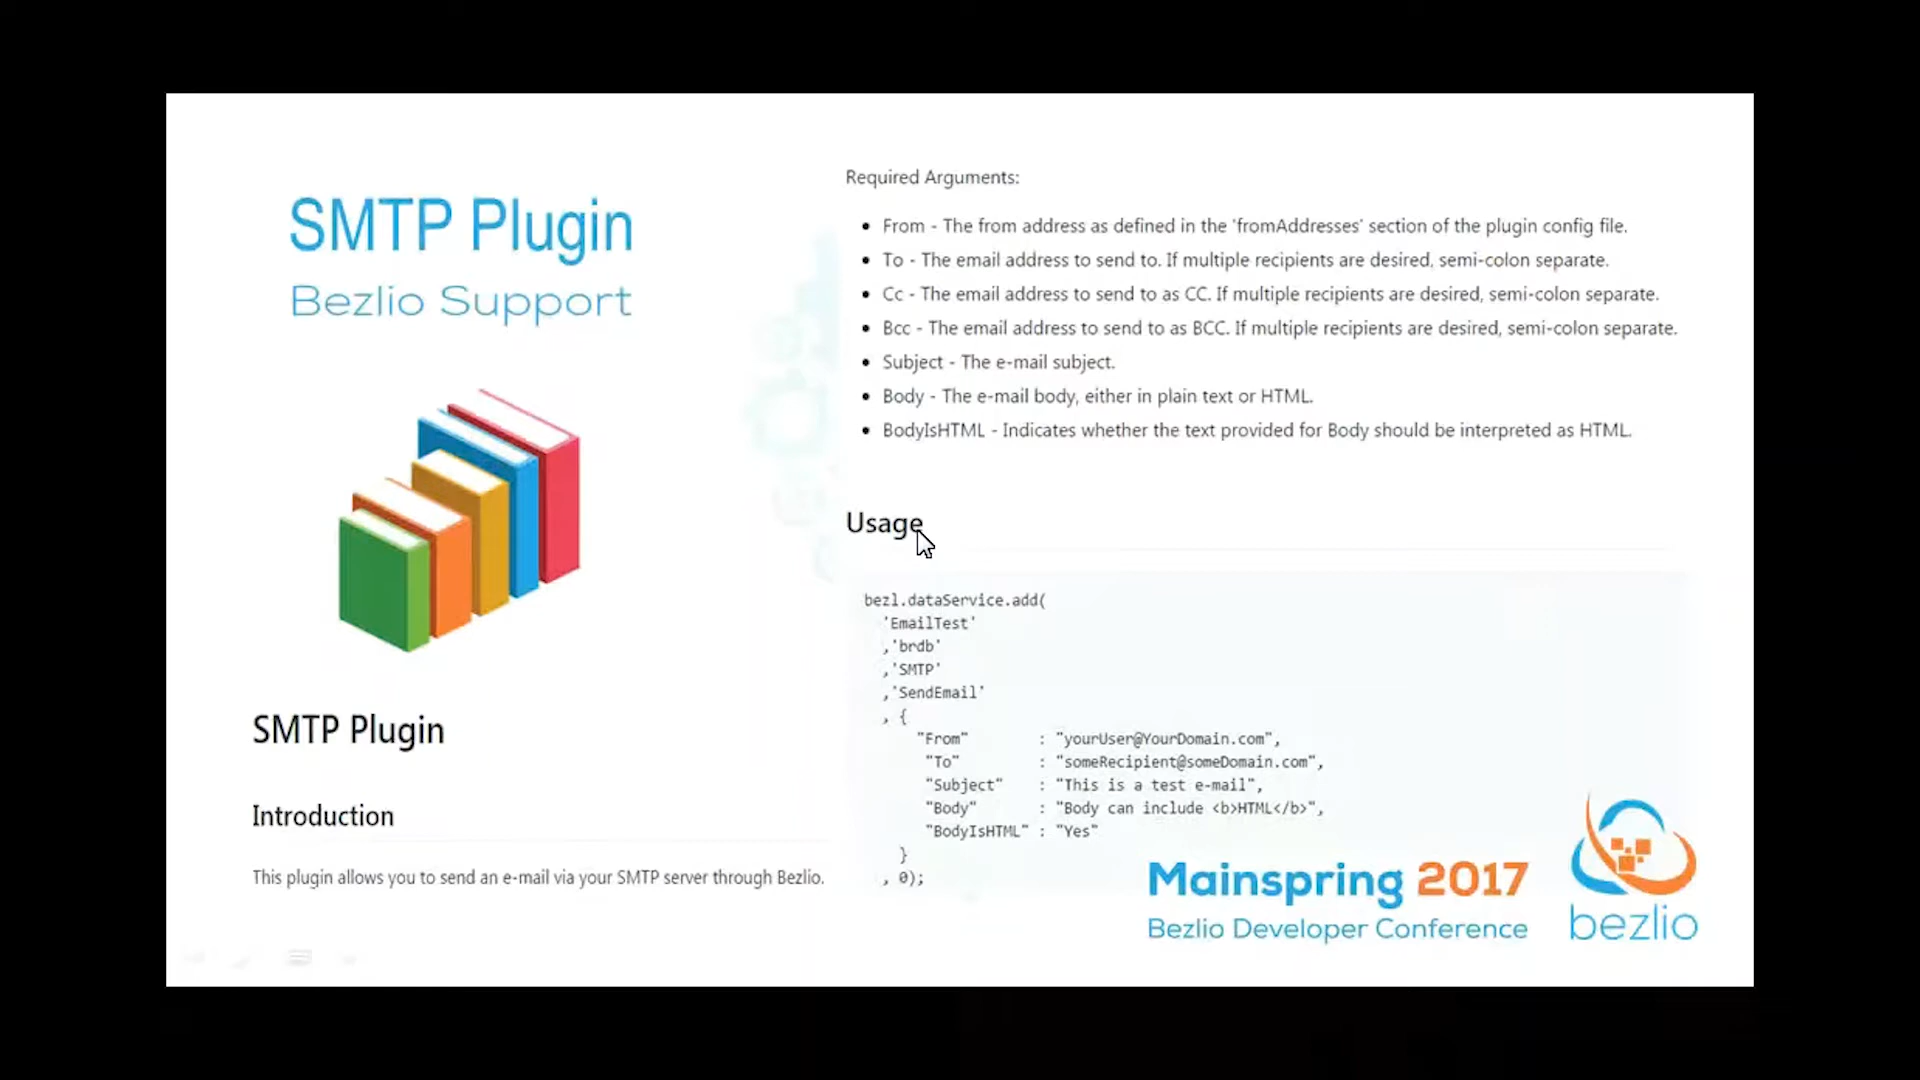 SMTP Plugin
Bezlio Support
SMTP Plugin
Introduction
This plugin allows you to send an e-mail via your SMTP server through Bezlio.
Required Arguments:
• From - The from address as defined in the 'fromAddresses' section of the plugin config file.
• To - The email address to send to. If multiple recipients are desired, semi-colon separate.
• Cc - The email address to send to as CC. If multiple recipients are desired, semi-colon separate.
• Bcc - The email address to send to as BCC. If multiple recipients are desired, semi-colon separate.
• Subject - The e-mail subject.
• Body - The e-mail body, either in plain text or HTML.
• BodyIsHTML - Indicates whether the text provided for Body should be interpreted as HTML.
Usage
bezl.dataService.add(
'EmailTest'
,'brdb'
,'SMTP'
,'SendEmail'
, {
"From" : "yourUser@YourDomain.com",
"To" : "someRecipient@someDomain.com",
"Subject" : "This is a test e-mail",
"Body" : "Body can include <b>HTML</b>",
"BodyIsHTML" : "Yes"
}
, 0);
Mainspring 2017
Bezlio Developer Conference
bezlio